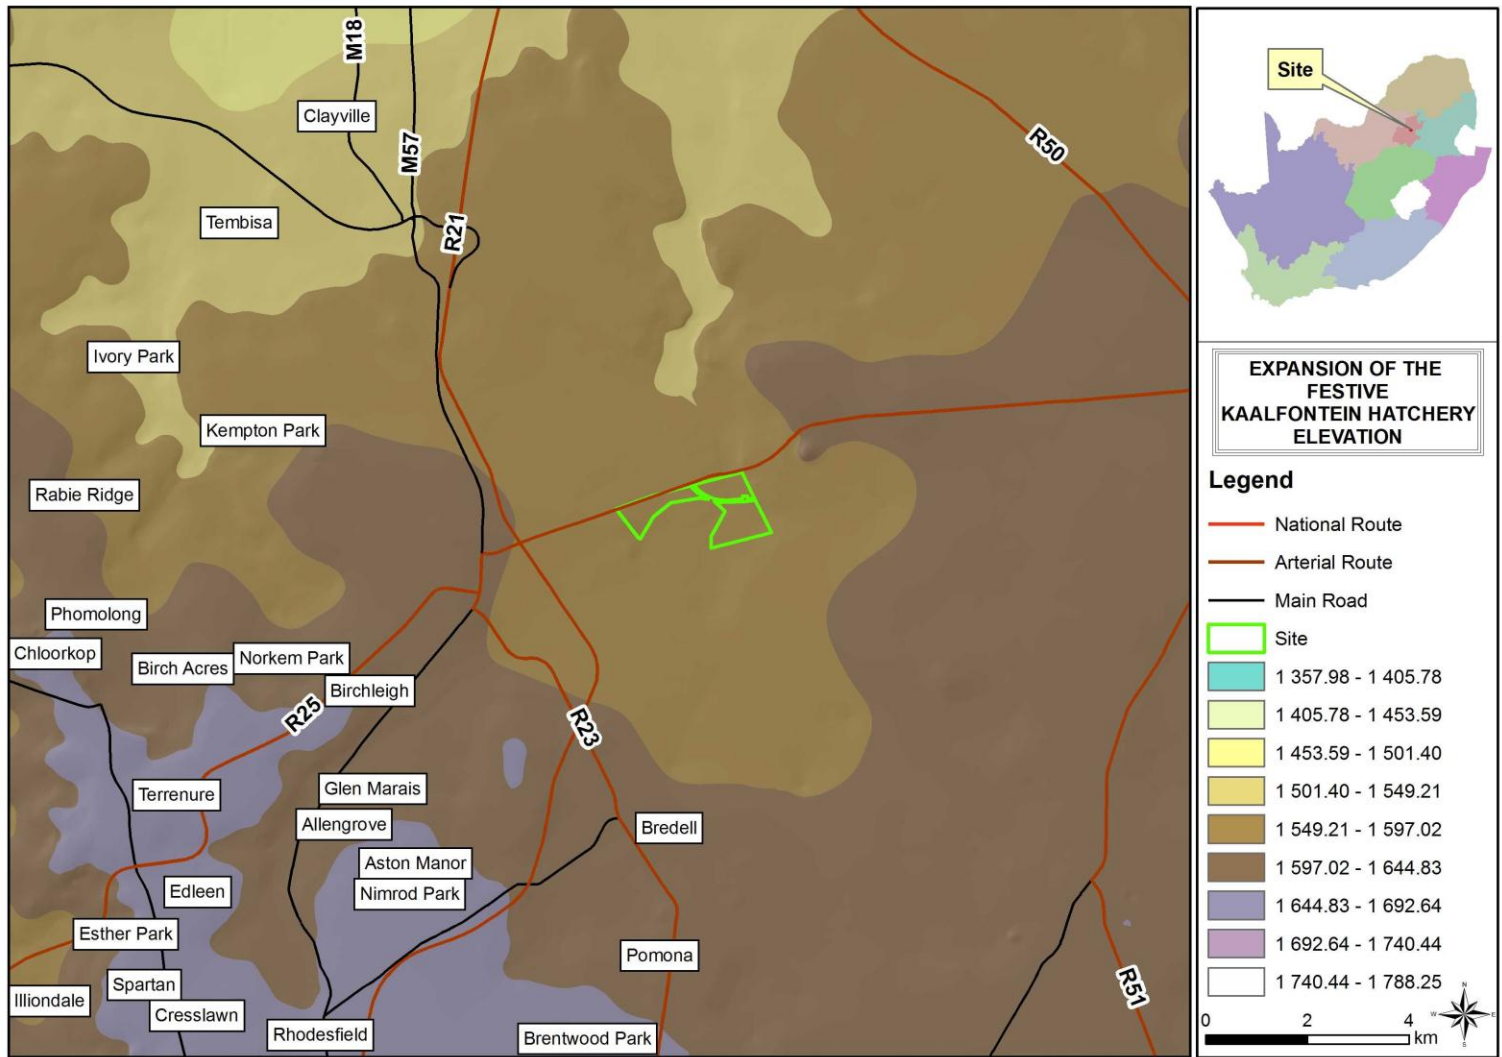 M18
Clayville
M57
R50
Tembisa
R21
Ivory Park
Kempton Park
Rabie Ridge
Phomolong
Chloorkop
Birch Acres
Norkem Park
Birchleigh
R25
R23
Terrenure
Glen Marais
Allengrove
Bredell
Aston Manor
Nimrod Park
Edleen
Esther Park
Pomona
Spartan
Illiondale
Cresslawn
R51
Rhodesfield
Brentwood Park
Site
EXPANSION OF THE
FESTIVE
KAALFONTEIN HATCHERY
ELEVATION
Legend
National Route
Arterial Route
Main Road
Site
1 357.98 - 1 405.78
1 405.78 - 1 453.59
1 453.59 - 1 501.40
1 501.40 - 1 549.21
1 549.21 - 1 597.02
1 597.02 - 1 644.83
1 644.83 - 1 692.64
1 692.64 - 1 740.44
1 740.44 - 1 788.25
N
W E
S
0 2 4
km